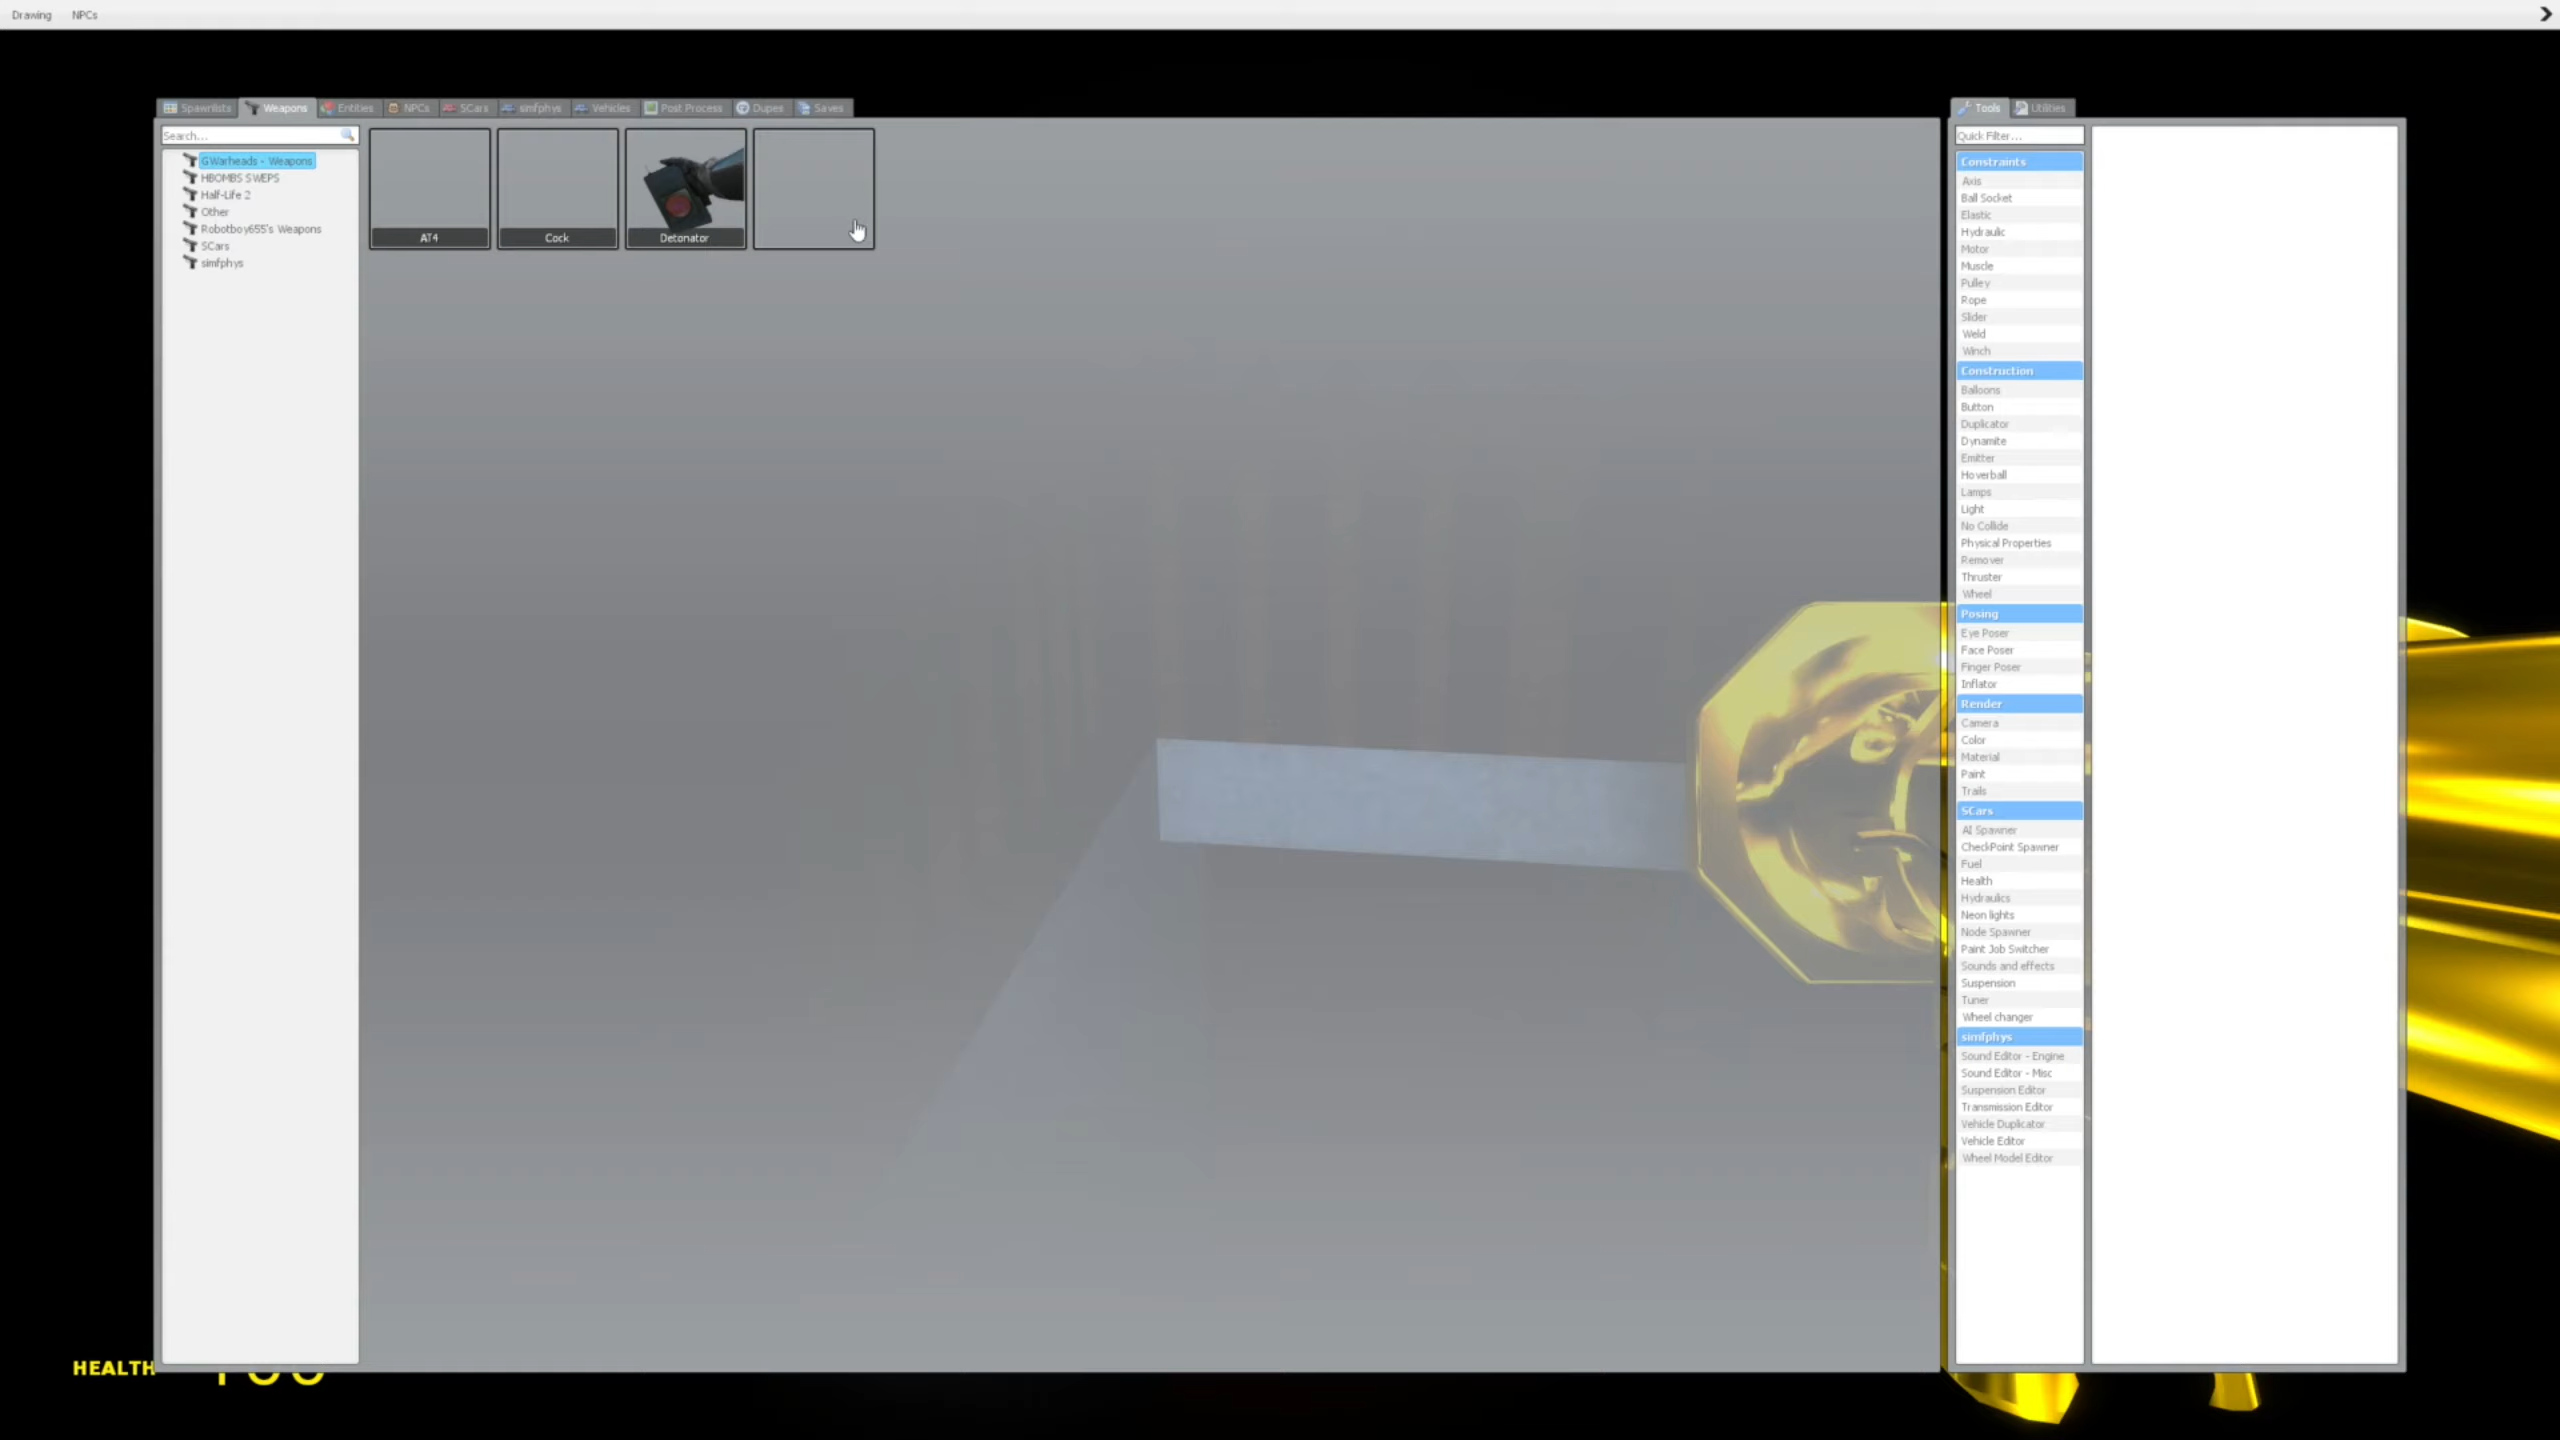 Drawing NPCs
Spawnlists Weapons Entities NPCs SCars simfphys Vehicles Post Process Dupes Saves
Search...
GWarheads - Weapons
HBOMBS SWEPS
Half-Life 2
Other
Robotboy655's Weapons
SCars
simfphys
AT4
Cock
Detonator
Tools Utilities
Quick Filter...
Constraints
Axis
Ball Socket
Elastic
Hydraulic
Motor
Muscle
Pulley
Rope
Slider
Weld
Winch
Construction
Balloons
Button
Duplicator
Dynamite
Emitter
Hoverball
Lamps
Light
No Collide
Physical Properties
Remover
Thruster
Wheel
Posing
Eye Poser
Face Poser
Finger Poser
Inflator
Render
Camera
Color
Material
Paint
Trails
SCars
AI Spawner
CheckPoint Spawner
Fuel
Health
Hydraulics
Neon lights
Node Spawner
Paint Job Switcher
Sounds and effects
Suspension
Tuner
Wheel changer
simfphys
Sound Editor - Engine
Sound Editor - Misc
Suspension Editor
Transmission Editor
Vehicle Duplicator
Vehicle Editor
Wheel Model Editor
HEALTH